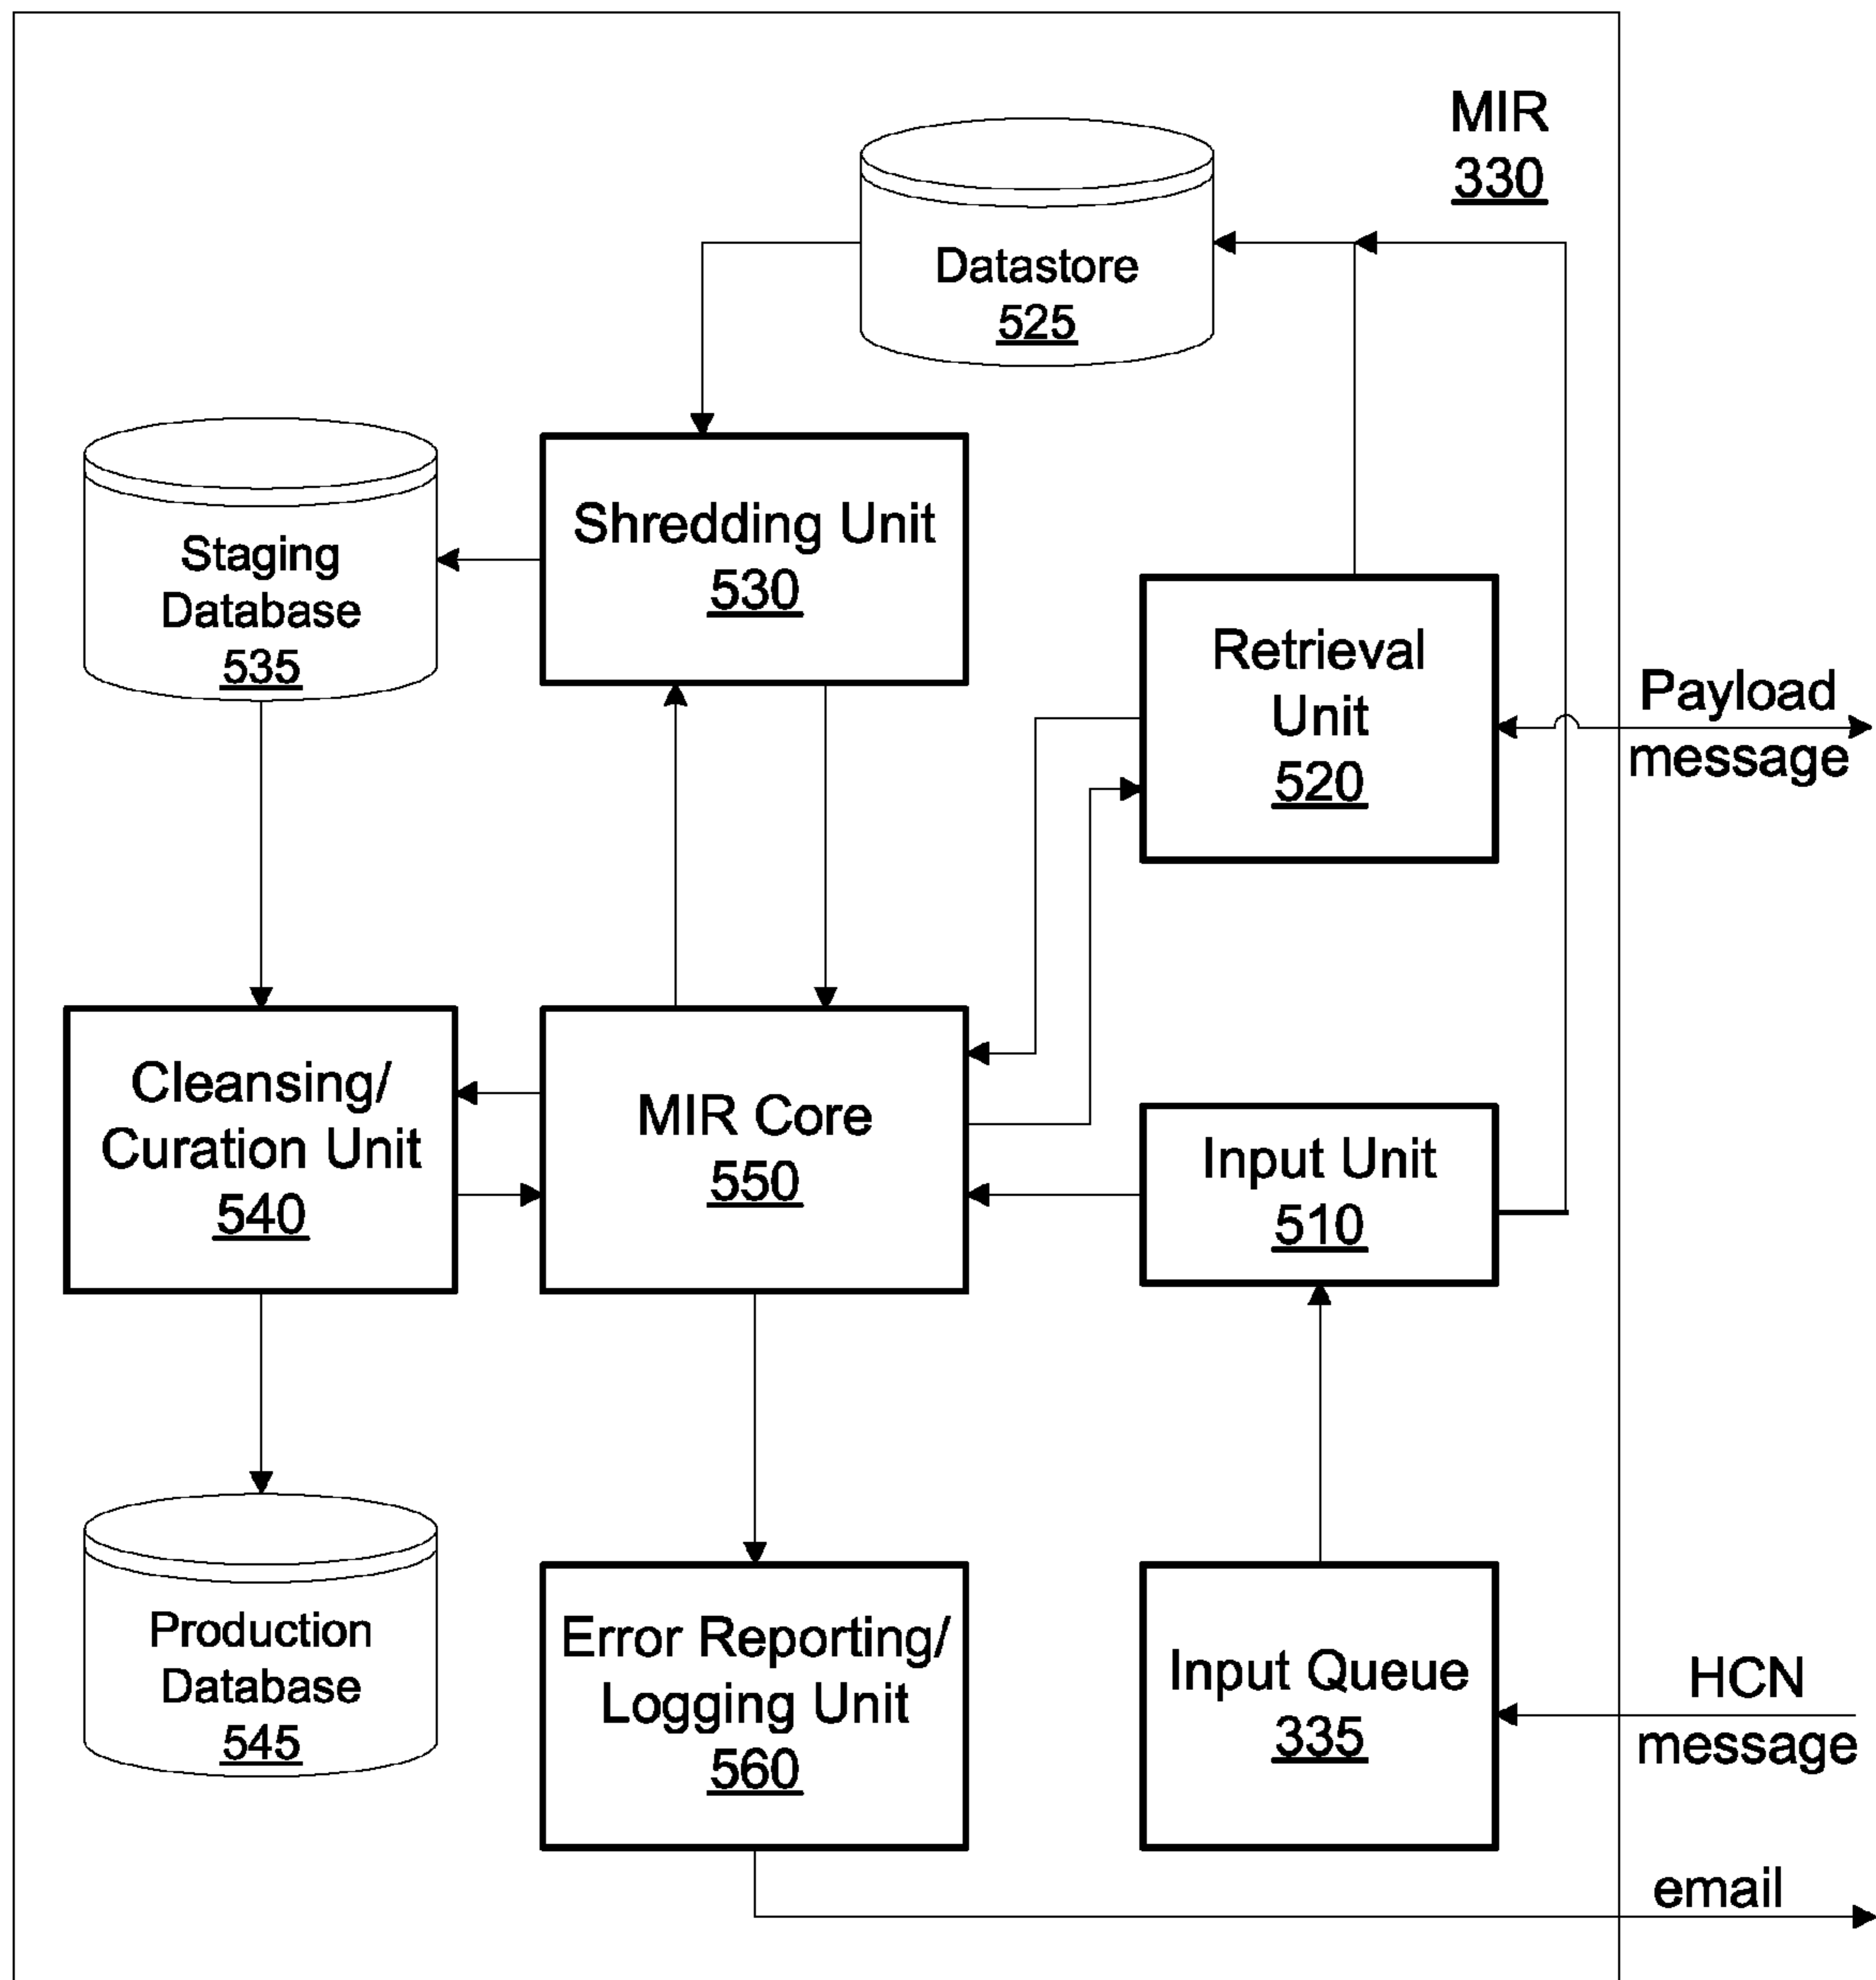 MIR
330
Datastore
525
Shredding Unit
530
Staging
Database
535
Retrieval
Unit
520
Payload
message
Cleansing/
Curation Unit
540
MIR Core
550
Input Unit
510
Production
Database
545
Error Reporting/
Logging Unit
560
Input Queue
335
HCN
message
email